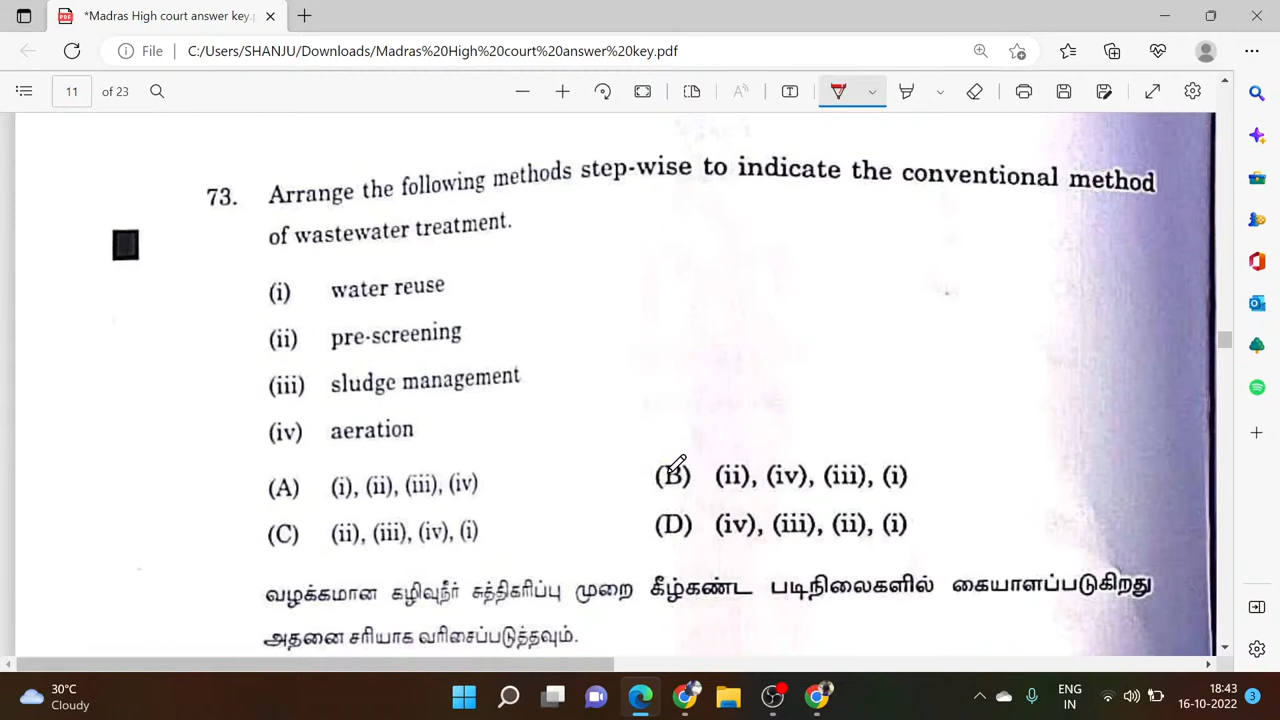 *Madras High court answer key.p
File C:/Users/SHANJU/Downloads/Madras%20High%20court%20answer%20key.pdf
11 of 23
73. Arrange the following methods step-wise to indicate the conventional method
of wastewater treatment.
(i) water reuse
(ii) pre-screening
(iii) sludge management
(iv) aeration
(A) (i), (ii), (iii), (iv) (B) (ii), (iv), (iii), (i)
(C) (ii), (iii), (iv), (i) (D) (iv), (iii), (ii), (i)
வழக்கமான கழிவுநீர் சுத்திகரிப்பு முறை கீழ்கண்ட படிநிலைகளில் கையாளப்படுகிறது
அதனை சரியாக வரிசைப்படுத்தவும்.
30°C ENG 18:43
Cloudy IN 16-10-2022 3